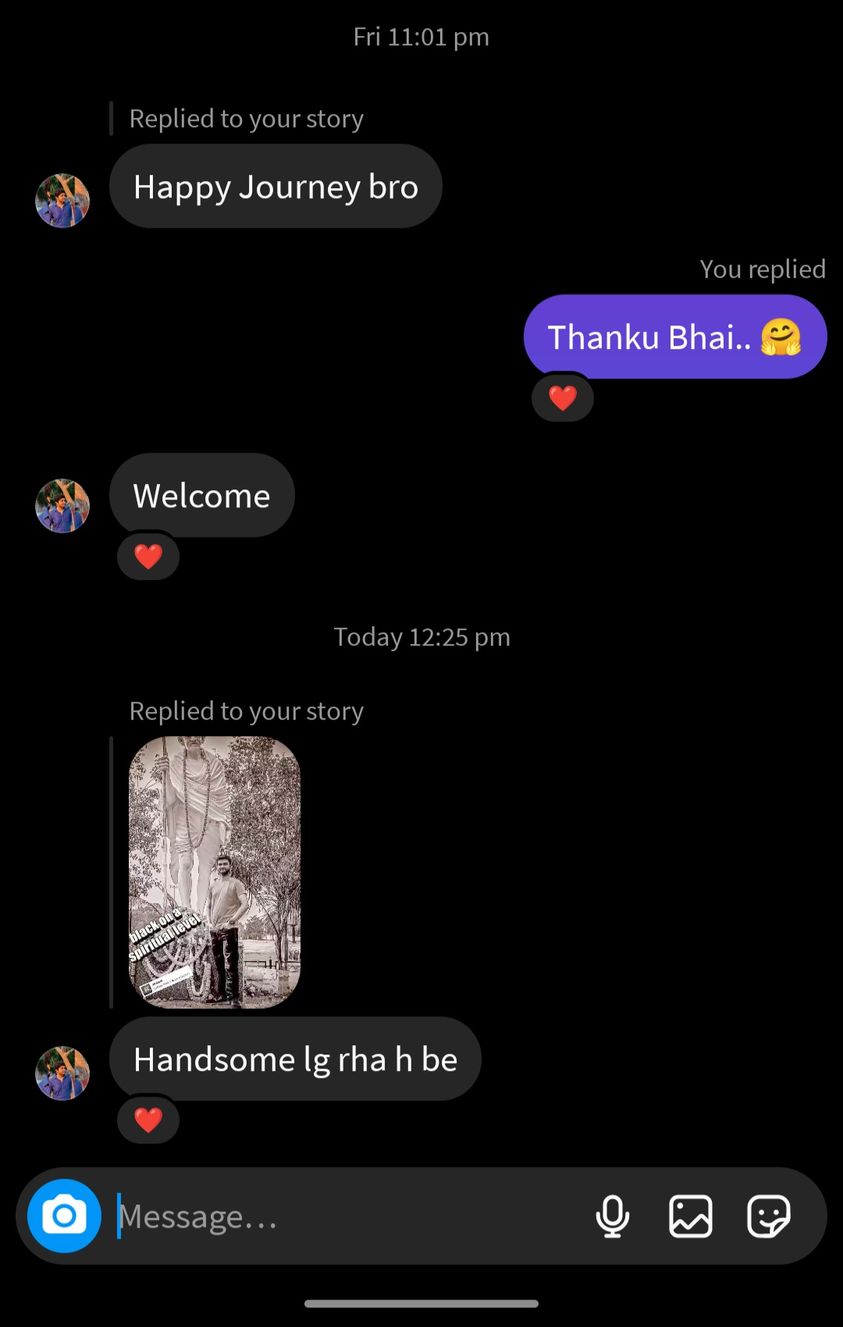 Fri 11:01 pm
Replied to your story
Happy Journey bro
You replied
Thanku Bhai.. 🤗
❤️
Welcome
❤️
Today 12:25 pm
Replied to your story
black on a
spiritual level
Handsome lg rha h be
❤️
Message…